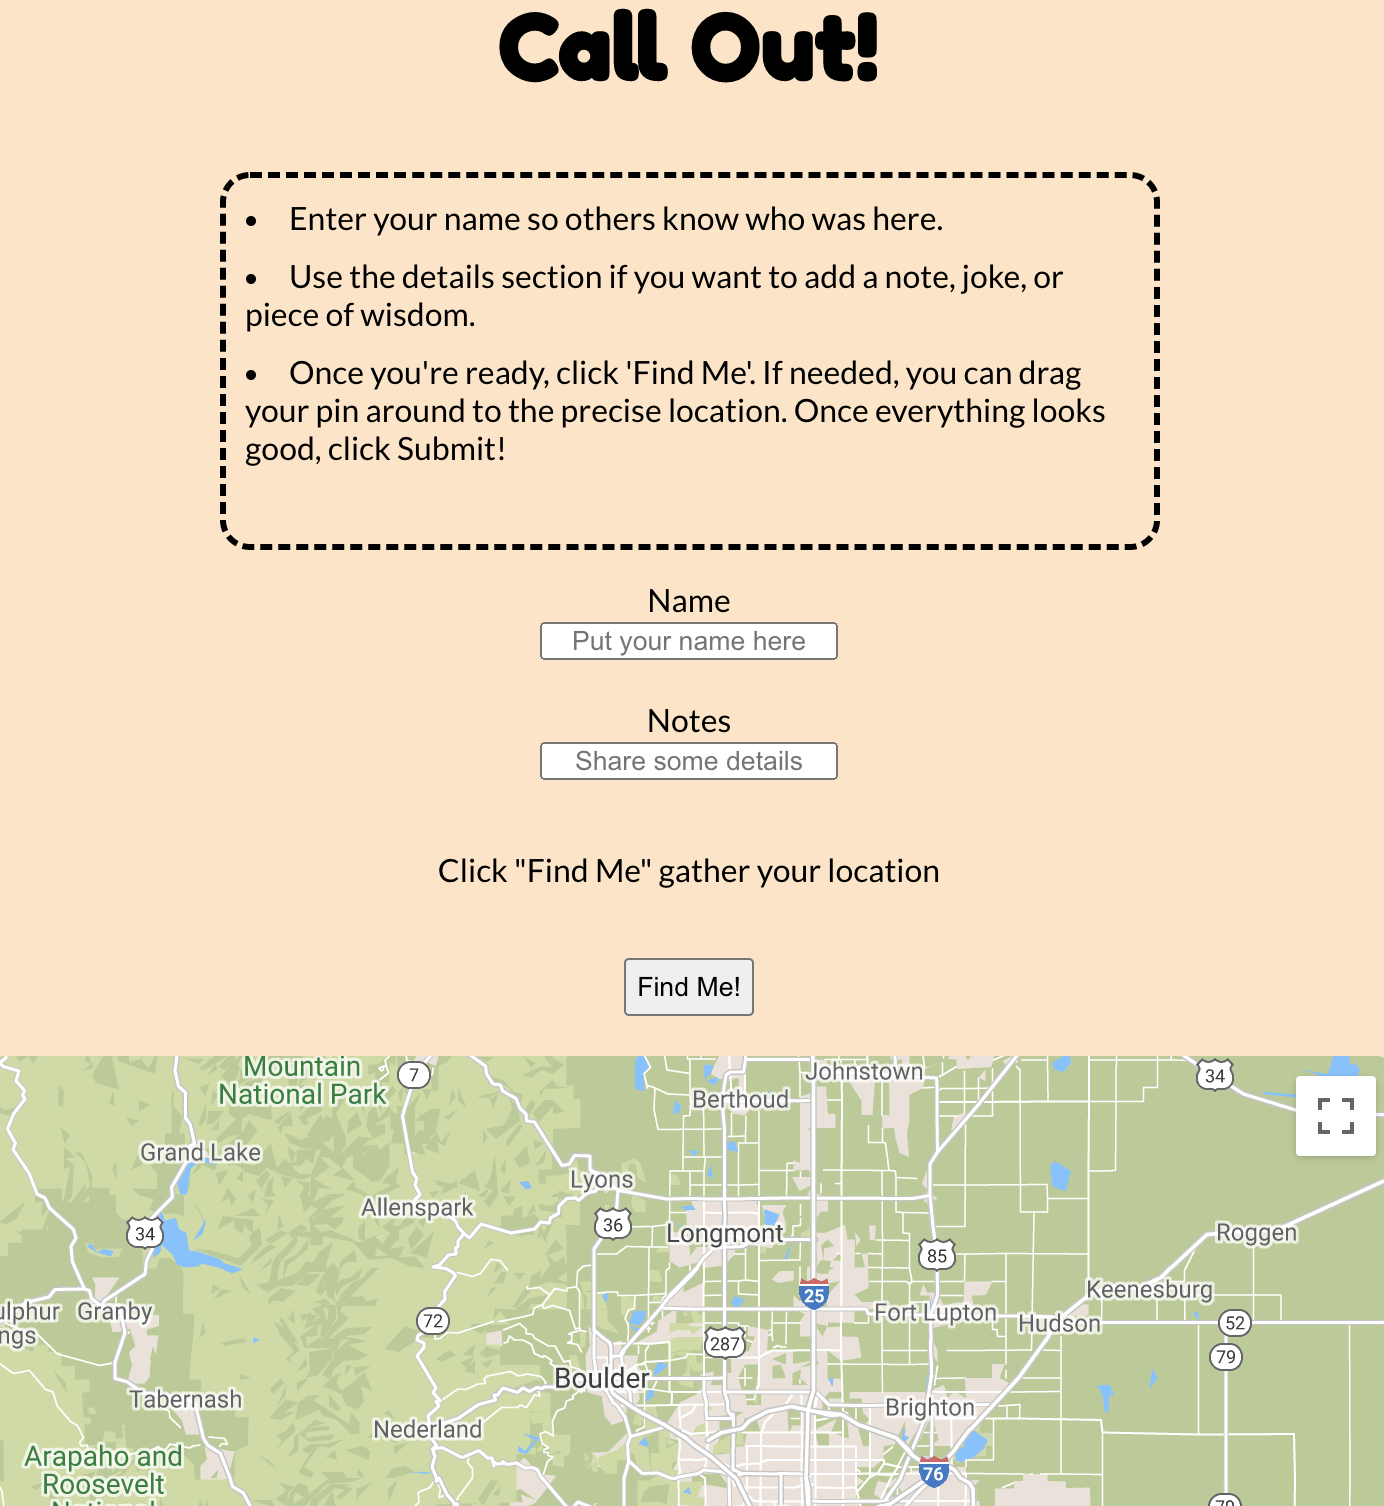 Call Out!
• Enter your name so others know who was here.
• Use the details section if you want to add a note, joke, or
piece of wisdom.
• Once you're ready, click 'Find Me'. If needed, you can drag
your pin around to the precise location. Once everything looks
good, click Submit!
Name
Put your name here
Notes
Share some details
Click "Find Me" gather your location
Find Me!
Mountain
National Park
7
Johnstown
34
Berthoud
Grand Lake
Lyons
Allenspark
36
34
Longmont
Roggen
85
Keenesburg
25
ulphur
ngs
Granby
72
Fort Lupton
Hudson
52
287
79
Boulder
Tabernash
Brighton
Nederland
Arapaho and
Roosevelt
National
76
79